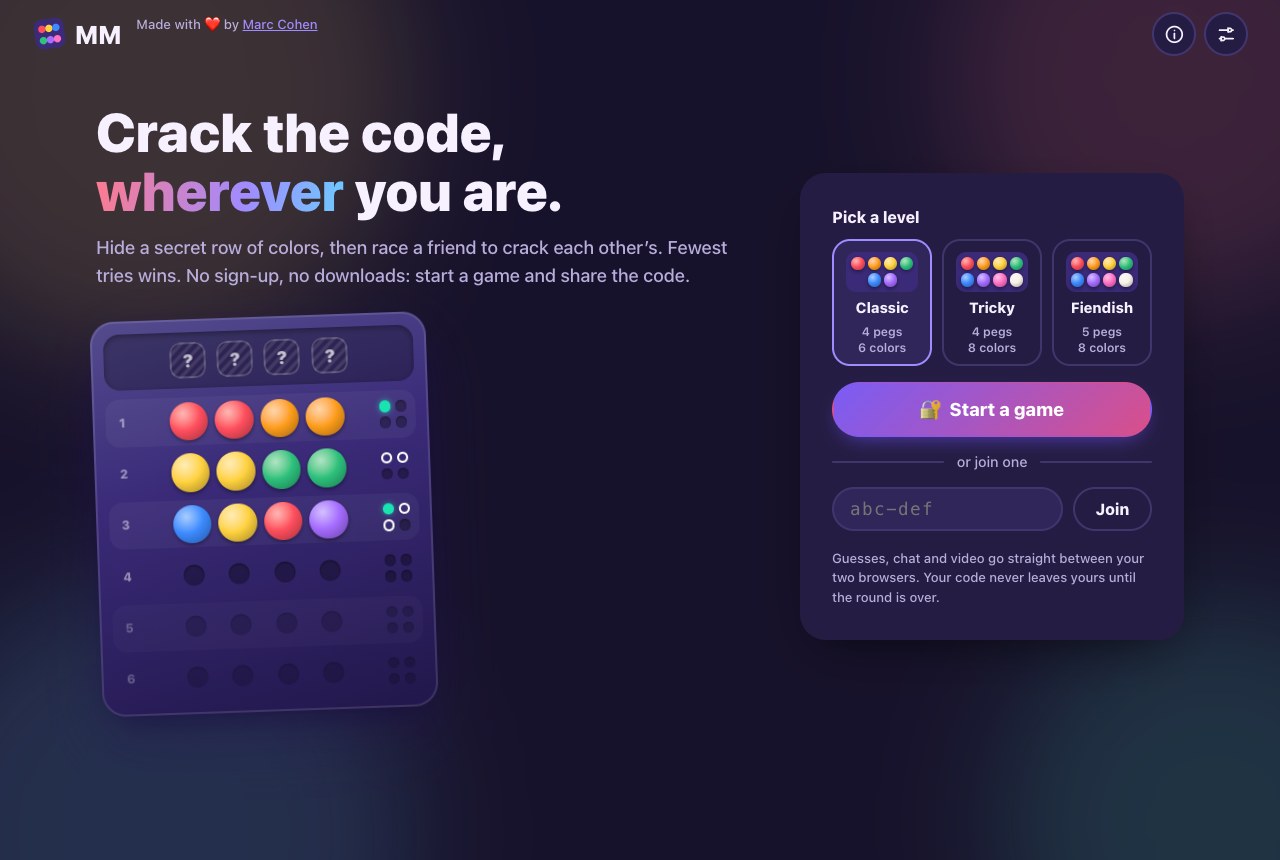 MM
Made with ❤️ by Marc Cohen
Crack the code,
wherever you are.
Hide a secret row of colors, then race a friend to crack each other’s. Fewest
tries wins. No sign-up, no downloads: start a game and share the code.
? ? ? ?
1
2
3
4
5
6
Pick a level
Classic
4 pegs
6 colors
Tricky
4 pegs
8 colors
Fiendish
5 pegs
8 colors
🔐 Start a game
or join one
abc-def
Join
Guesses, chat and video go straight between your
two browsers. Your code never leaves yours until
the round is over.